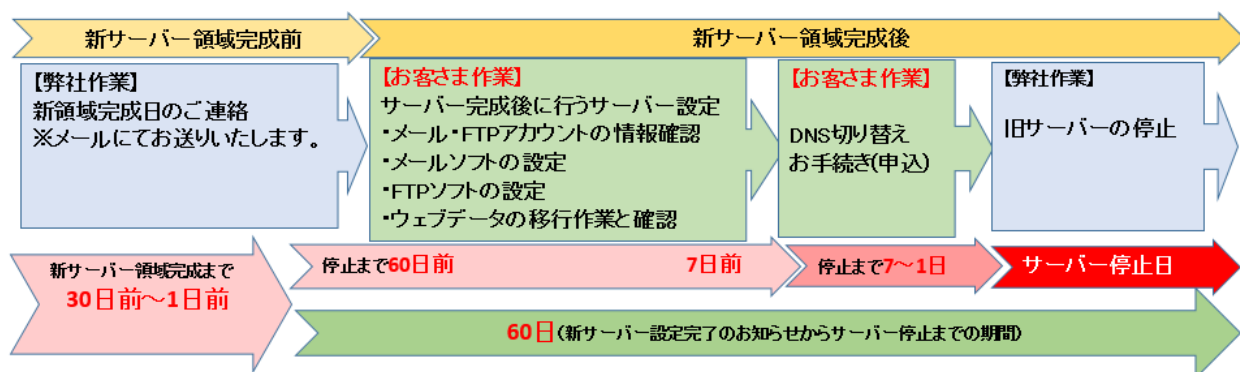 新サーバー領域完成前
新サーバー領域完成後
【弊社作業】
新領域完成日のご連絡
※メールにてお送りいたします。
【お客さま作業】
サーバー完成後に行うサーバー設定
・メール・FTPアカウントの情報確認
・メールソフトの設定
・FTPソフトの設定
・ウェブデータの移行作業と確認
【お客さま作業】
DNS切り替え
お手続き(申込)
【弊社作業】
旧サーバーの停止
新サーバー領域完成まで
30日前～1日前
停止まで60日前
7日前
停止まで7～1日
サーバー停止日
60日(新サーバー設定完了のお知らせからサーバー停止までの期間)